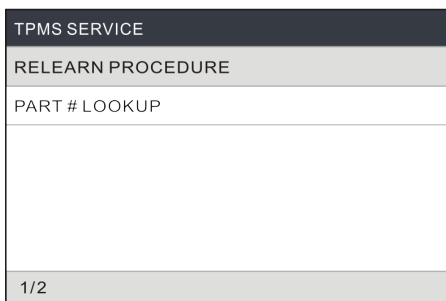 TPMS SERVICE
RELEARN PROCEDURE
PART # LOOKUP
1/2